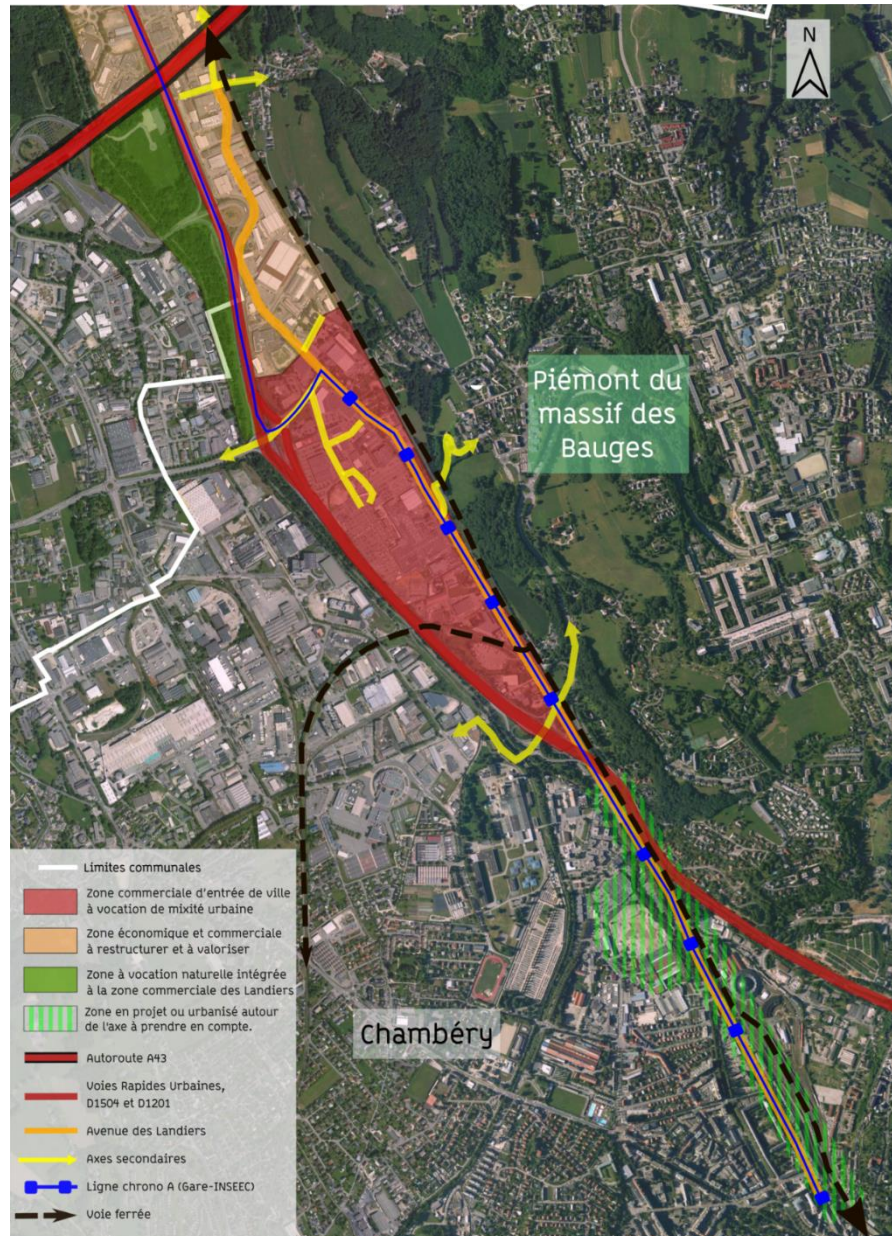 N
Piémont du
massif des
Bauges
Chambéry
Limites communales
Zone commerciale d'entrée de ville
à vocation de mixité urbaine
Zone économique et commerciale
à restructurer et à valoriser
Zone à vocation naturelle intégrée
à la zone commerciale des Landiers
Zone en projet ou urbanisé autour
de l'axe à prendre en compte.
Autoroute A43
Voies Rapides Urbaines,
D1504 et D1201
Avenue des Landiers
Axes secondaires
Ligne chrono A (Gare-INSEEC)
Voie ferrée